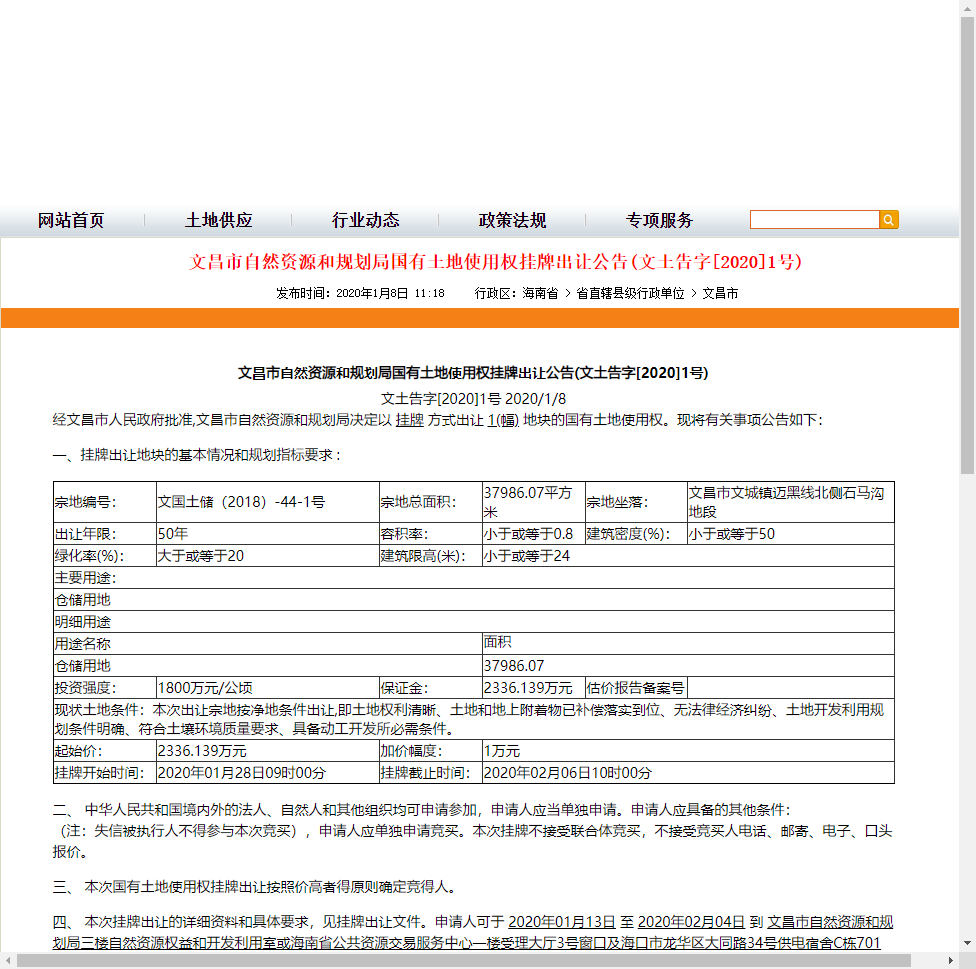 网站首页 土地供应 行业动态 政策法规 专项服务
文昌市自然资源和规划局国有土地使用权挂牌出让公告(文土告字[2020]1号)
发布时间：2020年1月8日 11:18 行政区：海南省 > 省直辖县级行政单位 > 文昌市
文昌市自然资源和规划局国有土地使用权挂牌出让公告(文土告字[2020]1号)
文土告字[2020]1号 2020/1/8
经文昌市人民政府批准,文昌市自然资源和规划局决定以 挂牌 方式出让 1(幅) 地块的国有土地使用权。现将有关事项公告如下：
一、挂牌出让地块的基本情况和规划指标要求：
宗地编号： 文国土储（2018）-44-1号 宗地总面积： 37986.07平方米 宗地坐落： 文昌市文城镇迈黑线北侧石马沟地段
出让年限： 50年 容积率： 小于或等于0.8 建筑密度(%)： 小于或等于50
绿化率(%)： 大于或等于20 建筑限高(米)： 小于或等于24
主要用途：
仓储用地
明细用途
用途名称 面积
仓储用地 37986.07
投资强度： 1800万元/公顷 保证金： 2336.139万元 估价报告备案号
现状土地条件：本次出让宗地按净地条件出让,即土地权利清晰、土地和地上附着物已补偿落实到位、无法律经济纠纷、土地开发利用规
划条件明确、符合土壤环境质量要求、具备动工开发所必需条件。
起始价： 2336.139万元 加价幅度： 1万元
挂牌开始时间： 2020年01月28日09时00分 挂牌截止时间： 2020年02月06日10时00分
二、 中华人民共和国境内外的法人、自然人和其他组织均可申请参加，申请人应当单独申请。申请人应具备的其他条件：
（注：失信被执行人不得参与本次竞买），申请人应单独申请竞买。本次挂牌不接受联合体竞买，不接受竞买人电话、邮寄、电子、口头
报价。
三、 本次国有土地使用权挂牌出让按照价高者得原则确定竞得人。
四、 本次挂牌出让的详细资料和具体要求，见挂牌出让文件。申请人可于 2020年01月13日 至 2020年02月04日 到 文昌市自然资源和规
划局三楼自然资源权益和开发利用室或海南省公共资源交易服务中心一楼受理大厅3号窗口及海口市龙华区大同路34号供电宿舍C栋701